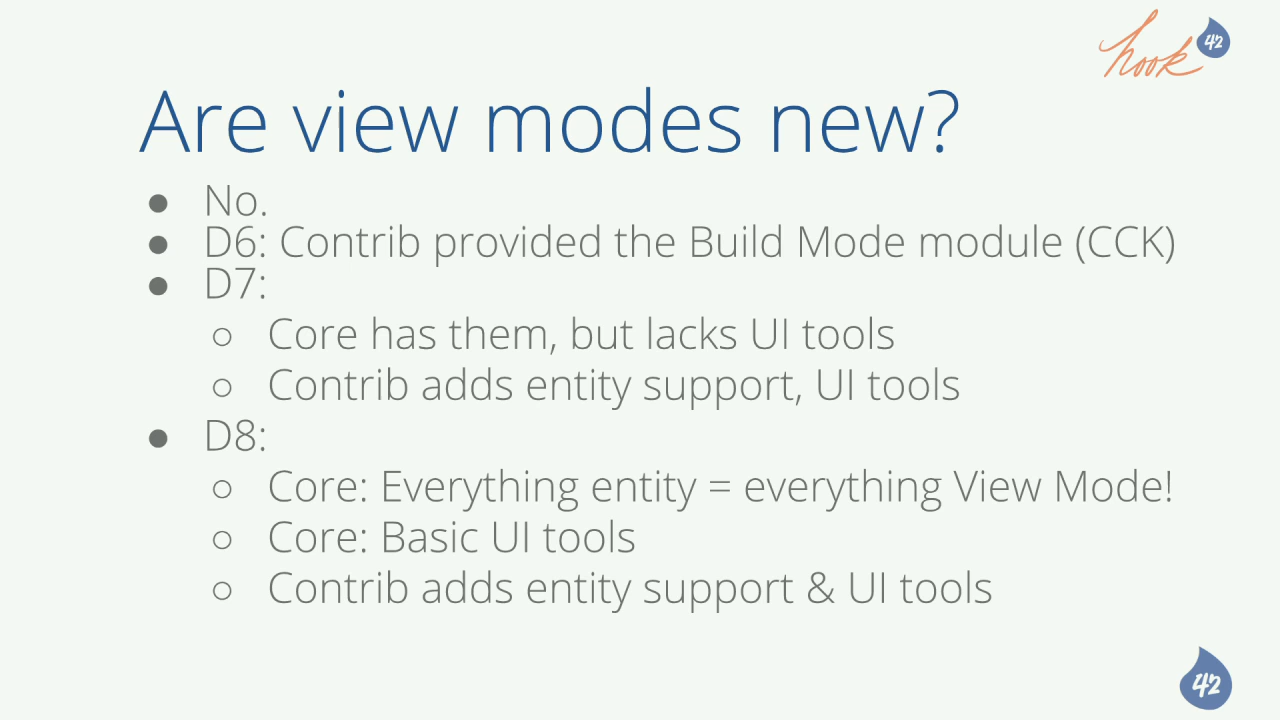 hook 42
Are view modes new?
● No.
● D6: Contrib provided the Build Mode module (CCK)
● D7:
○ Core has them, but lacks UI tools
○ Contrib adds entity support, UI tools
● D8:
○ Core: Everything entity = everything View Mode!
○ Core: Basic UI tools
○ Contrib adds entity support & UI tools
42